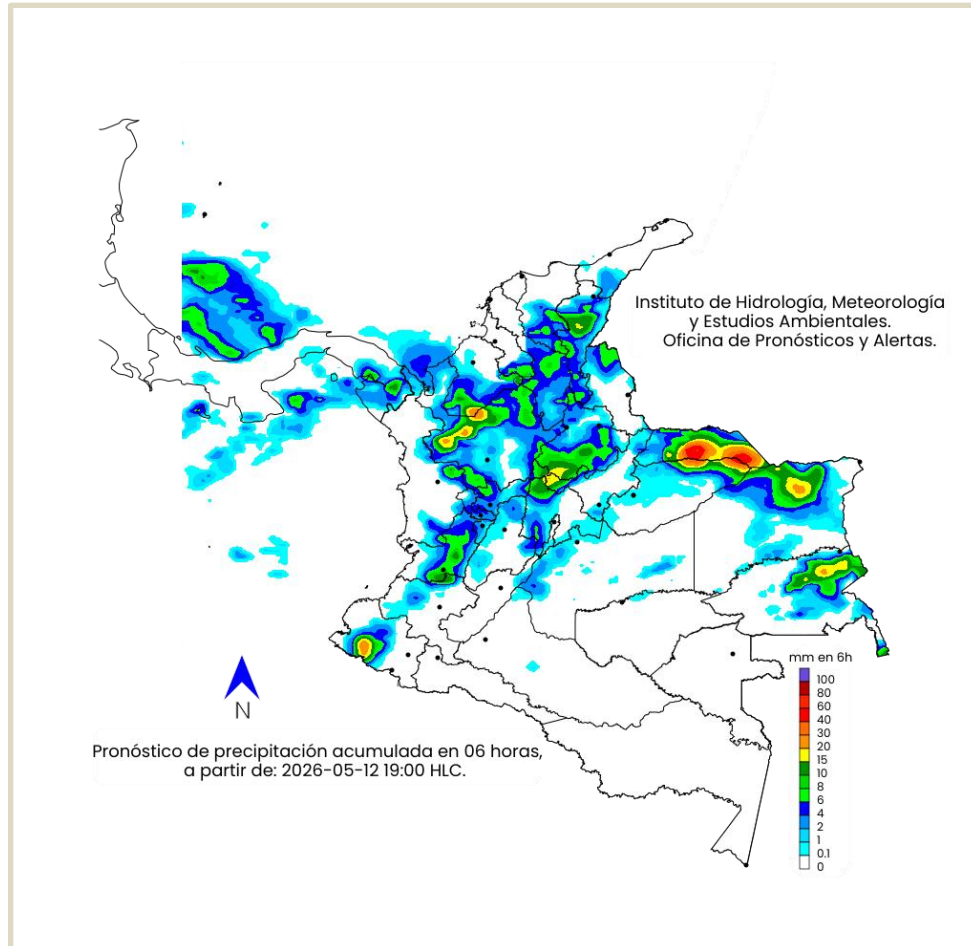 Instituto de Hidrología, Meteorología
y Estudios Ambientales.
Oficina de Pronósticos y Alertas.
N
Pronóstico de precipitación acumulada en 06 horas,
a partir de: 2026-05-12 19:00 HLC.
mm en 6h
100
80
60
40
30
20
15
10
8
6
4
2
1
0.1
0